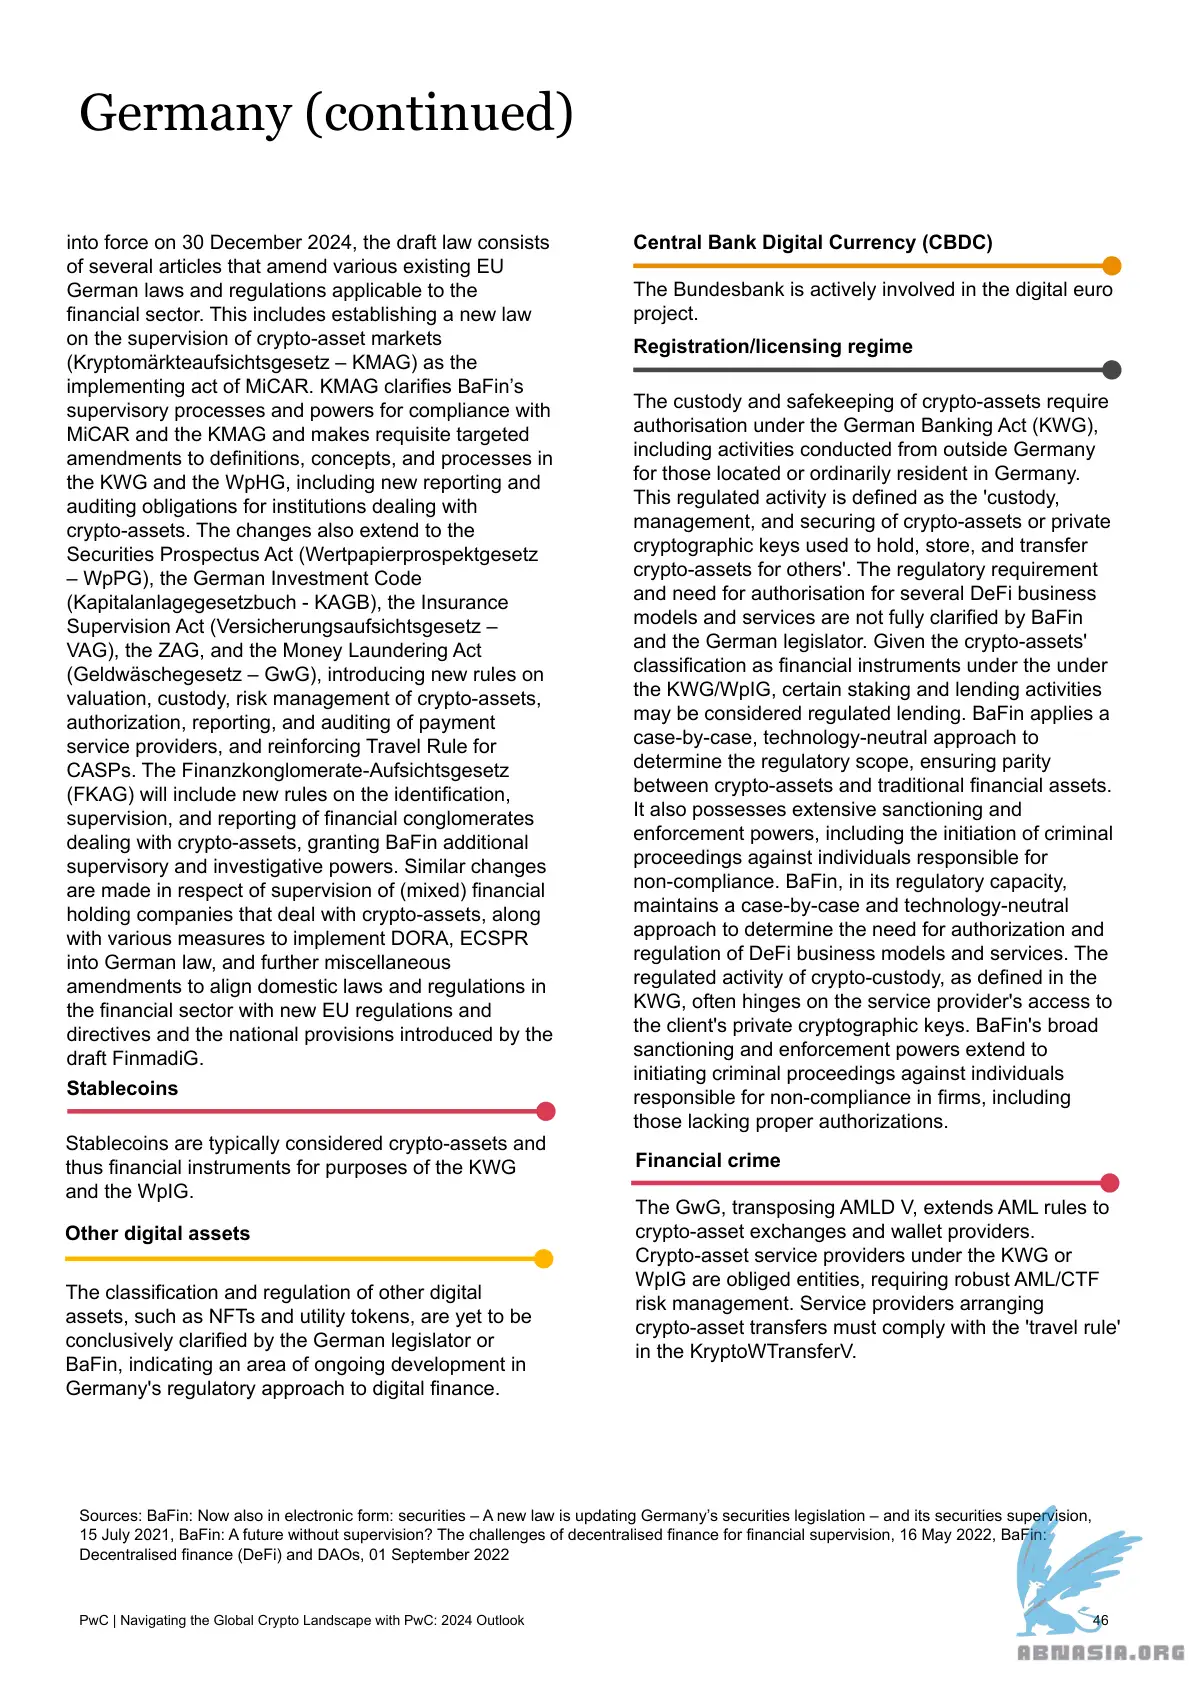 Germany (continued)
into force on 30 December 2024, the draft law consists
of several articles that amend various existing EU
German laws and regulations applicable to the
financial sector. This includes establishing a new law
on the supervision of crypto-asset markets
(Kryptomärkteaufsichtsgesetz – KMAG) as the
implementing act of MiCAR. KMAG clarifies BaFin’s
supervisory processes and powers for compliance with
MiCAR and the KMAG and makes requisite targeted
amendments to definitions, concepts, and processes in
the KWG and the WpHG, including new reporting and
auditing obligations for institutions dealing with
crypto-assets. The changes also extend to the
Securities Prospectus Act (Wertpapierprospektgesetz
– WpPG), the German Investment Code
(Kapitalanlagegesetzbuch - KAGB), the Insurance
Supervision Act (Versicherungsaufsichtsgesetz –
VAG), the ZAG, and the Money Laundering Act
(Geldwäschegesetz – GwG), introducing new rules on
valuation, custody, risk management of crypto-assets,
authorization, reporting, and auditing of payment
service providers, and reinforcing Travel Rule for
CASPs. The Finanzkonglomerate-Aufsichtsgesetz
(FKAG) will include new rules on the identification,
supervision, and reporting of financial conglomerates
dealing with crypto-assets, granting BaFin additional
supervisory and investigative powers. Similar changes
are made in respect of supervision of (mixed) financial
holding companies that deal with crypto-assets, along
with various measures to implement DORA, ECSPR
into German law, and further miscellaneous
amendments to align domestic laws and regulations in
the financial sector with new EU regulations and
directives and the national provisions introduced by the
draft FinmadiG.
Stablecoins
Stablecoins are typically considered crypto-assets and
thus financial instruments for purposes of the KWG
and the WpIG.
Other digital assets
The classification and regulation of other digital
assets, such as NFTs and utility tokens, are yet to be
conclusively clarified by the German legislator or
BaFin, indicating an area of ongoing development in
Germany's regulatory approach to digital finance.
Central Bank Digital Currency (CBDC)
The Bundesbank is actively involved in the digital euro
project.
Registration/licensing regime
The custody and safekeeping of crypto-assets require
authorisation under the German Banking Act (KWG),
including activities conducted from outside Germany
for those located or ordinarily resident in Germany.
This regulated activity is defined as the 'custody,
management, and securing of crypto-assets or private
cryptographic keys used to hold, store, and transfer
crypto-assets for others'. The regulatory requirement
and need for authorisation for several DeFi business
models and services are not fully clarified by BaFin
and the German legislator. Given the crypto-assets'
classification as financial instruments under the under
the KWG/WpIG, certain staking and lending activities
may be considered regulated lending. BaFin applies a
case-by-case, technology-neutral approach to
determine the regulatory scope, ensuring parity
between crypto-assets and traditional financial assets.
It also possesses extensive sanctioning and
enforcement powers, including the initiation of criminal
proceedings against individuals responsible for
non-compliance. BaFin, in its regulatory capacity,
maintains a case-by-case and technology-neutral
approach to determine the need for authorization and
regulation of DeFi business models and services. The
regulated activity of crypto-custody, as defined in the
KWG, often hinges on the service provider's access to
the client's private cryptographic keys. BaFin's broad
sanctioning and enforcement powers extend to
initiating criminal proceedings against individuals
responsible for non-compliance in firms, including
those lacking proper authorizations.
Financial crime
The GwG, transposing AMLD V, extends AML rules to
crypto-asset exchanges and wallet providers.
Crypto-asset service providers under the KWG or
WpIG are obliged entities, requiring robust AML/CTF
risk management. Service providers arranging
crypto-asset transfers must comply with the 'travel rule'
in the KryptoWTransferV.
Sources: BaFin: Now also in electronic form: securities – A new law is updating Germany’s securities legislation – and its securities supervision,
15 July 2021, BaFin: A future without supervision? The challenges of decentralised finance for financial supervision, 16 May 2022, BaFin:
Decentralised finance (DeFi) and DAOs, 01 September 2022
PwC | Navigating the Global Crypto Landscape with PwC: 2024 Outlook
46
ABNASIA.ORG